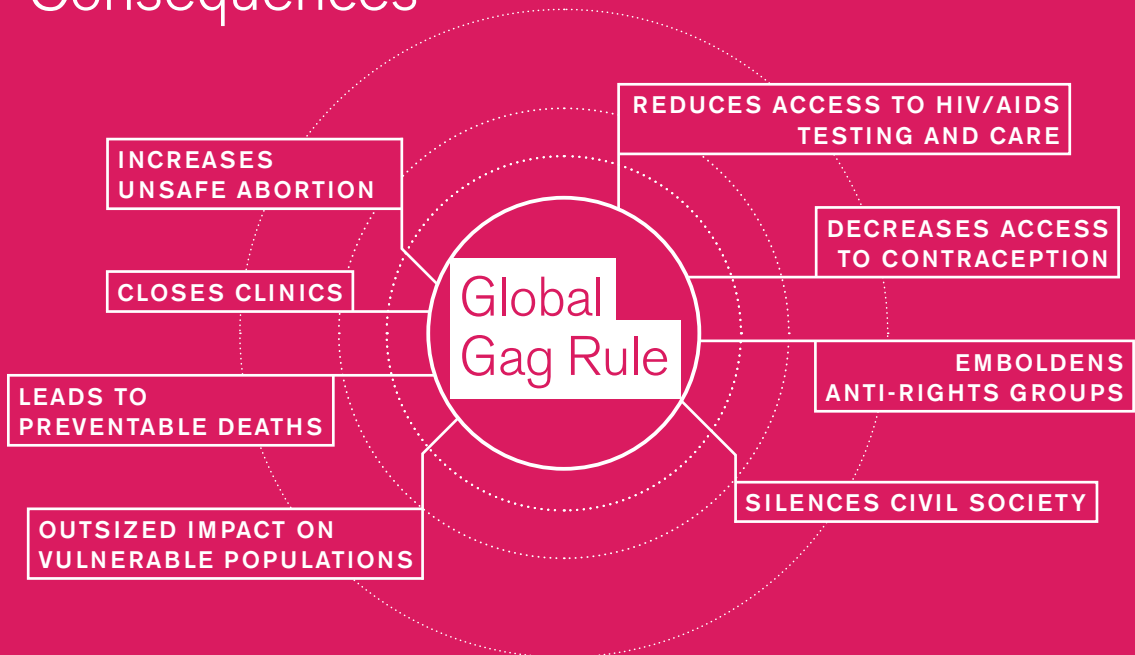 Consequences
INCREASES
UNSAFE ABORTION
CLOSES CLINICS
LEADS TO
PREVENTABLE DEATHS
OUTSIZED IMPACT ON
VULNERABLE POPULATIONS
Global
Gag Rule
REDUCES ACCESS TO HIV/AIDS
TESTING AND CARE
DECREASES ACCESS
TO CONTRACEPTION
EMBOLDENS
ANTI-RIGHTS GROUPS
SILENCES CIVIL SOCIETY